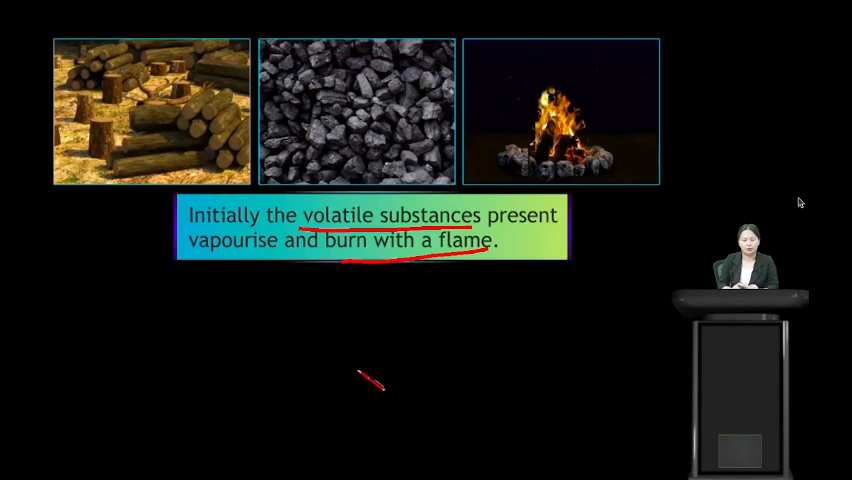 Initially the volatile substances present
vapourise and burn with a flame.